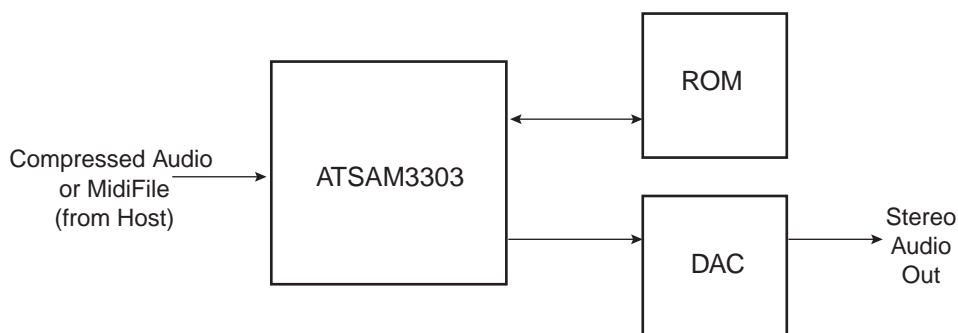 Compressed Audio
or MidiFile
(from Host)
ATSAM3303
ROM
DAC
Stereo
Audio
Out